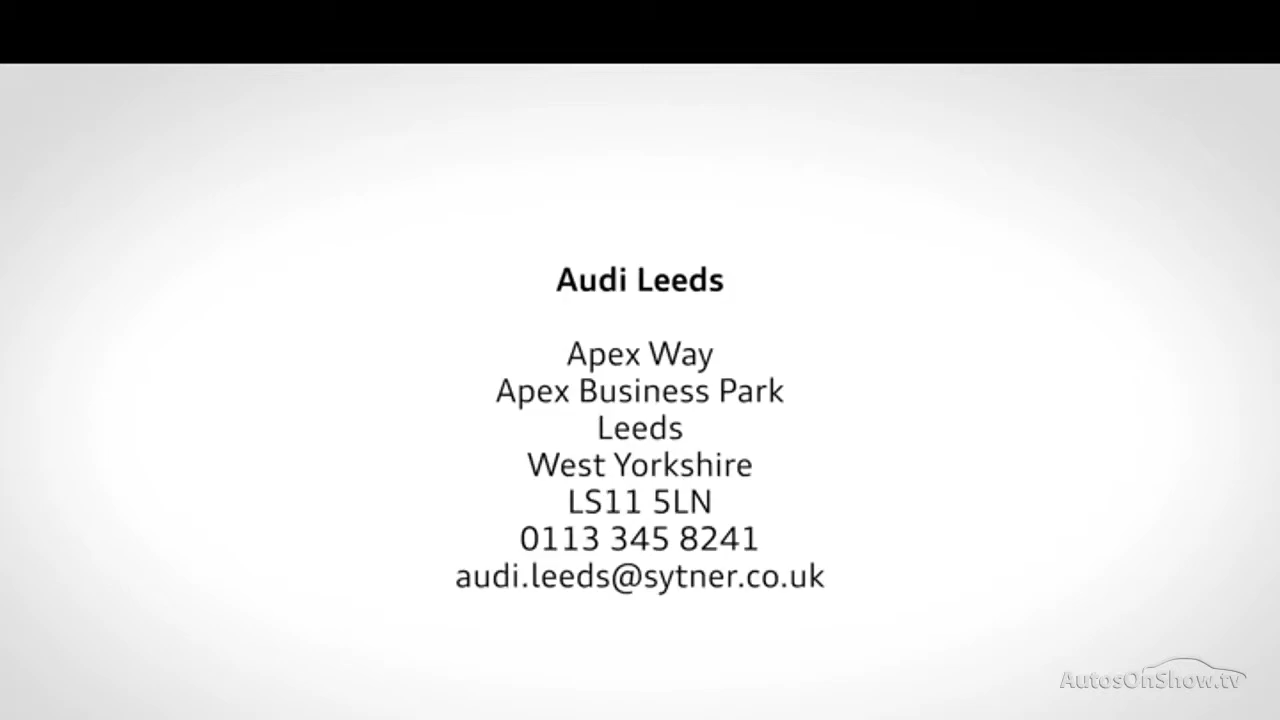 Audi Leeds
Apex Way
Apex Business Park
Leeds
West Yorkshire
LS11 5LN
0113 345 8241
audi.leeds@sytner.co.uk
AutosOnShow.tv